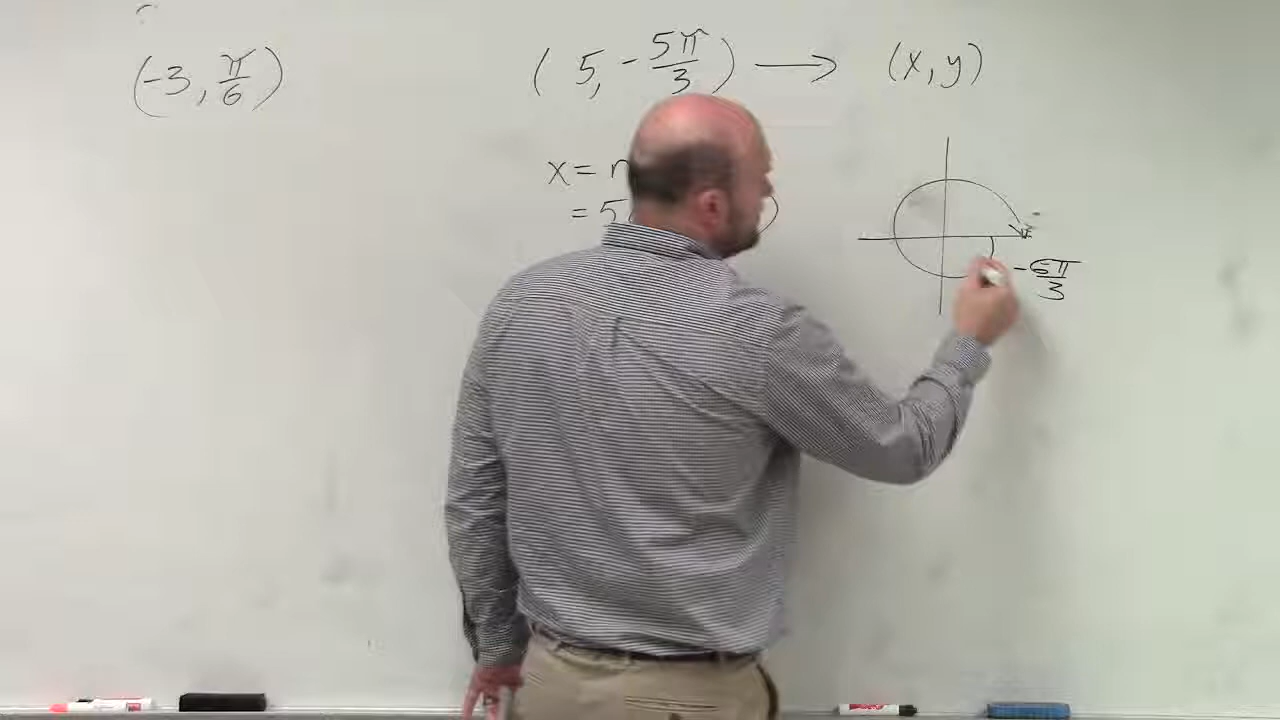 (-3, π/6)
(5, -5π/3) → (x, y)
x = r
= 5( )
-5π/3